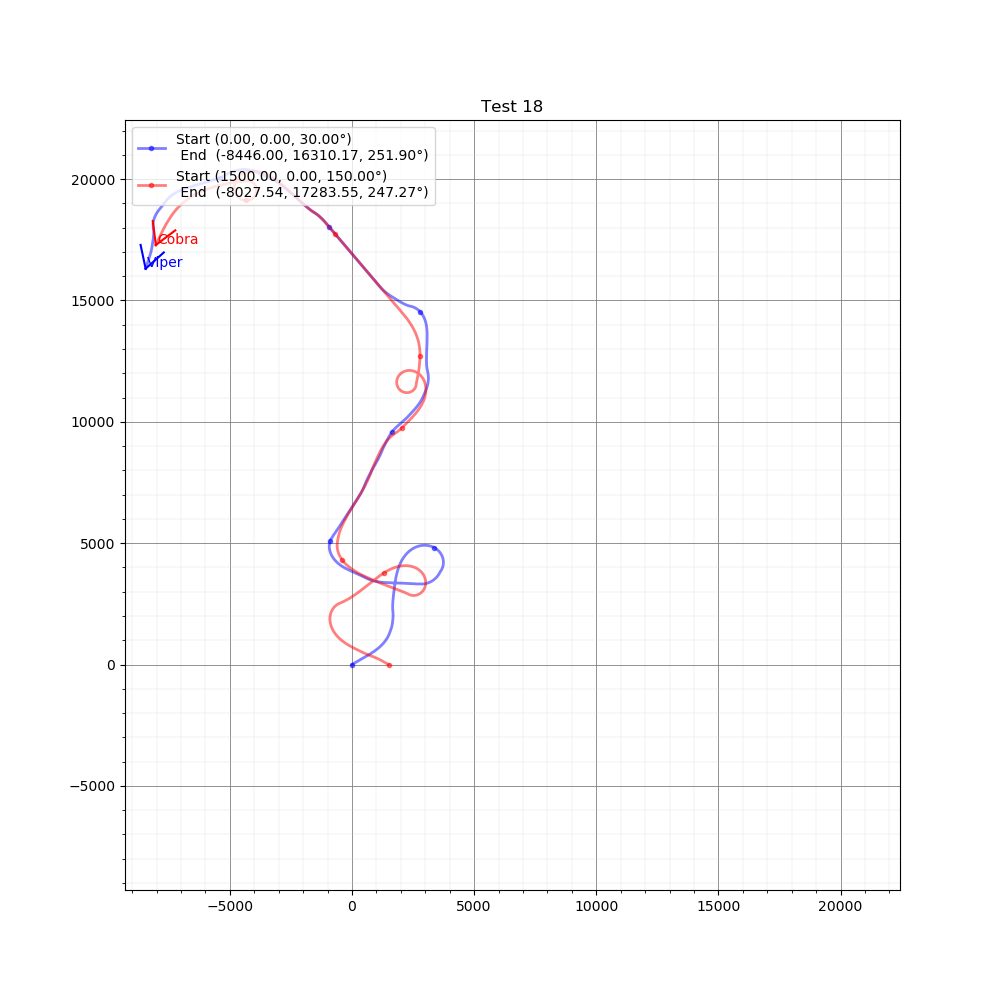 Test 18
Start (0.00, 0.00, 30.00°)
End (-8446.00, 16310.17, 251.90°)
Start (1500.00, 0.00, 150.00°)
End (-8027.54, 17283.55, 247.27°)
Cobra
Viper
20000
15000
10000
5000
0
−5000
−5000
0
5000
10000
15000
20000